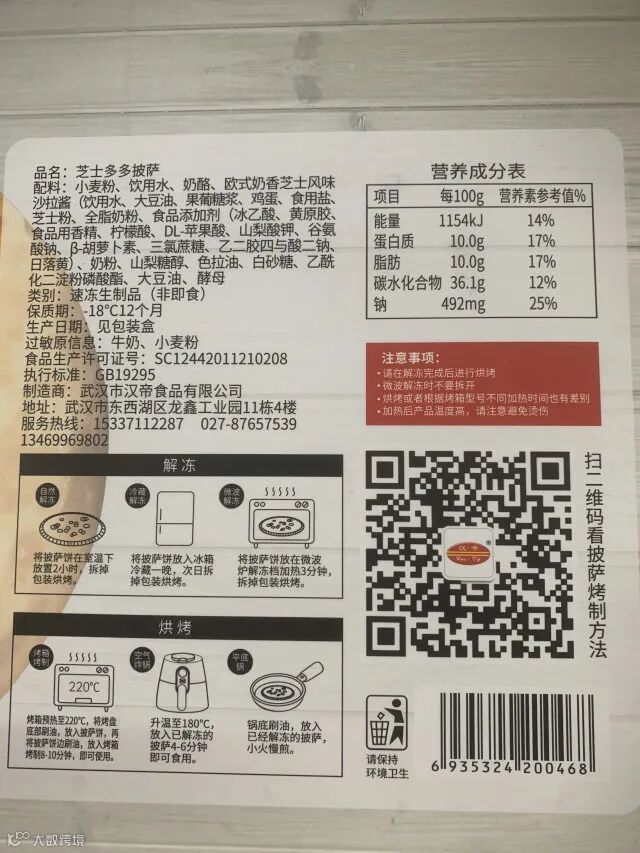 品名：芝士多多披萨
配料：小麦粉、饮用水、奶酪、欧式奶香芝士风味
沙拉酱（饮用水、大豆油、果葡糖浆、鸡蛋、食用盐、
芝士粉、全脂奶粉、食品添加剂（冰乙酸、黄原胶、
食品用香精、柠檬酸、DL-苹果酸、山梨酸钾、谷氨
酸钠、β-胡萝卜素、三氯蔗糖、乙二胺四与酸二钠、
日落黄）、奶粉、山梨糖醇、色拉油、白砂糖、乙酰
化二淀粉磷酸酯、大豆油、酵母
类别：速冻生制品（非即食）
保质期：-18℃12个月
生产日期：见包装盒
过敏原信息：牛奶、小麦粉
食品生产许可证号：SC12442011210208
执行标准：GB19295
制造商：武汉市汉帝食品有限公司
地址：武汉市东西湖区龙鑫工业园11栋4楼
服务热线：15337112287 027-87657539
13469969802
营养成分表
项目 每100g 营养素参考值%
能量 1154kJ 14%
蛋白质 10.0g 17%
脂肪 10.0g 17%
碳水化合物 36.1g 12%
钠 492mg 25%
注意事项：
•请在解冻完成后进行烘烤
•微波解冻时不要拆开
•烘烤或者根据烤箱型号不同加热时间也有差别
•加热后产品温度高，请注意避免烫伤
解冻
自然
解冻
将披萨饼在室温下
放置2小时，拆掉
包装烘烤。
冷藏
解冻
将披萨饼放入冰箱
冷藏一晚，次日拆
掉包装烘烤。
微波
解冻
将披萨饼放在微波
炉解冻档加热3分钟，
拆掉包装烘烤。
烘烤
烤箱
烤制
220℃
烤箱预热至220℃，将烤盘
底部刷油，放入披萨饼，再
将披萨饼边刷油，放入烤箱
烤制8-10分钟，即可使用。
空气
炸锅
升温至180℃，
放入已解冻的
披萨4-6分钟
即可食用。
平底
锅
锅底刷油，放入
已经解冻的披萨，
小火慢煎。
扫二维码看披萨烤制方法
请保持
环境卫生
6 935324 200468
大数跨境